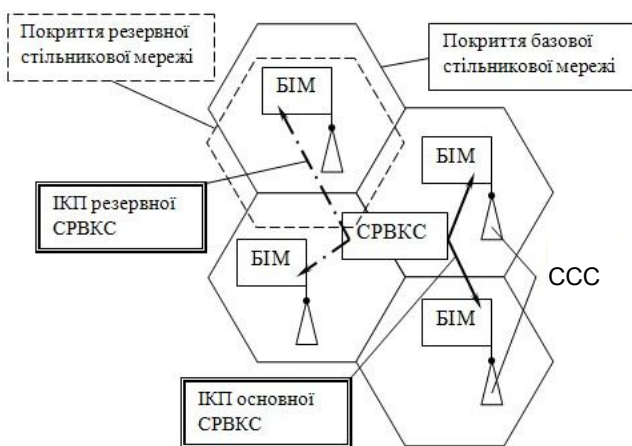 Покриття резервної
стільникової мережі
Покриття базової
стільникової мережі
БІМ
БІМ
ІКП резервної
СРВКС
СРВКС
БІМ
ССС
БІМ
ІКП основної
СРВКС